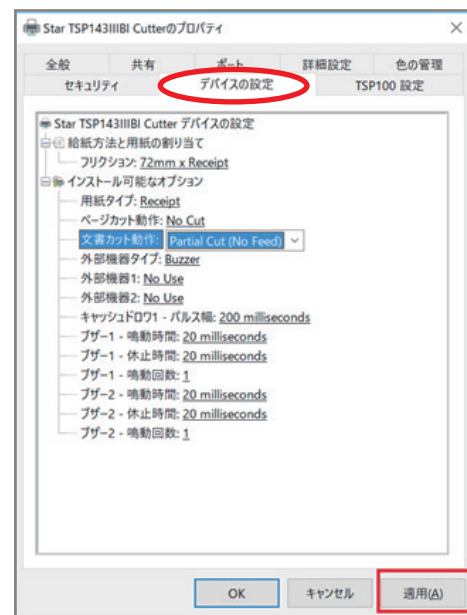 Star TSP143IIIBI Cutterのプロパティ
全般 共有 ポート 詳細設定 色の管理
セキュリティ デバイスの設定 TSP100 設定
Star TSP143IIIBI Cutter デバイスの設定
給紙方法と用紙の割り当て
フリクション: 72mm x Receipt
インストール可能なオプション
用紙タイプ: Receipt
ページカット動作: No Cut
文書カット動作: Partial Cut (No Feed)
外部機器タイプ: Buzzer
外部機器1: No Use
外部機器2: No Use
キャッシュドロワ1 - パルス幅: 200 milliseconds
ブザー1 - 鳴動時間: 20 milliseconds
ブザー1 - 休止時間: 20 milliseconds
ブザー1 - 鳴動回数: 1
ブザー2 - 鳴動時間: 20 milliseconds
ブザー2 - 休止時間: 20 milliseconds
ブザー2 - 鳴動回数: 1
OK キャンセル 適用(A)